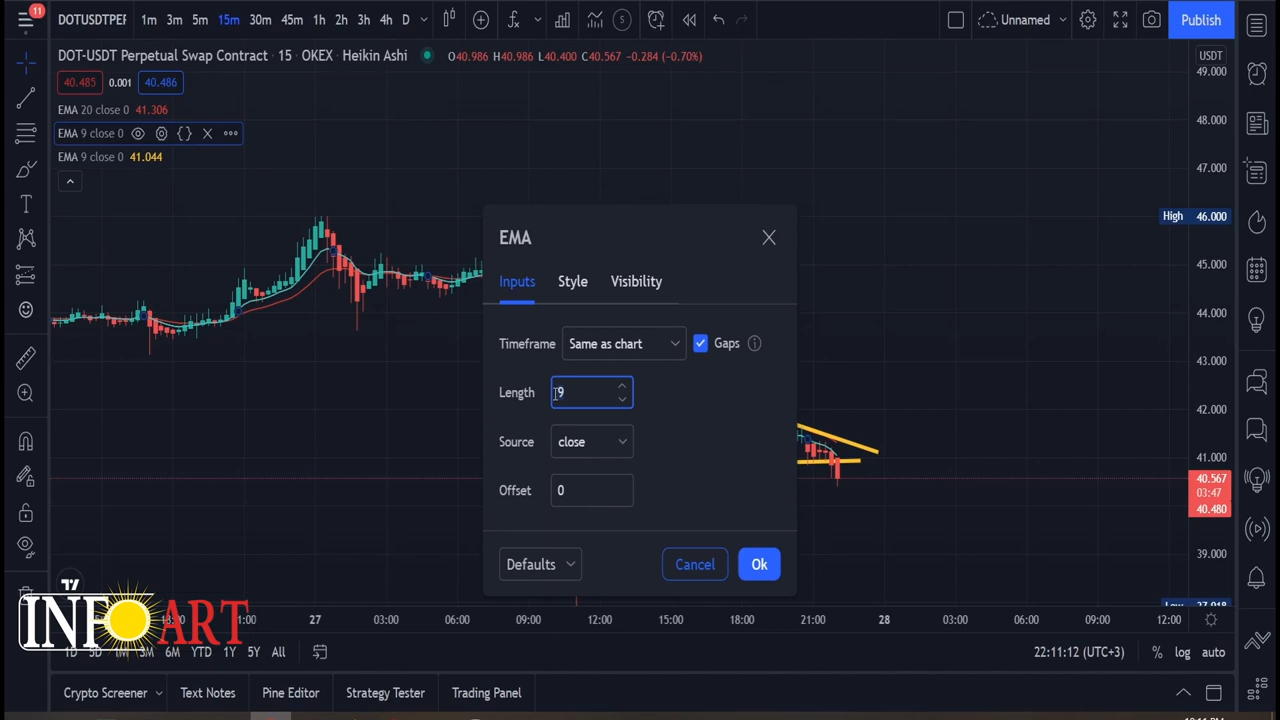 11
DOTUSDTPER 1m 3m 5m 15m 30m 45m 1h 2h 3h 4h D
S
Unnamed
Publish
DOT-USDT Perpetual Swap Contract · 15 · OKEX · Heikin Ashi O40.986 H40.986 L40.400 C40.567 −0.284 (−0.70%)
USDT
40.485 0.001 40.486
EMA 20 close 0 41.306
EMA 9 close 0
EMA 9 close 0 41.044
49.000
48.000
47.000
High 46.000
45.000
44.000
43.000
42.000
41.000
40.567
03:47
40.480
39.000
EMA
Inputs Style Visibility
Timeframe Same as chart Gaps
Length 9
Source close
Offset 0
Defaults Cancel Ok
INFO ART
27 03:00 06:00 09:00 12:00 15:00 18:00 21:00 28 03:00 06:00 09:00 12:00
1D 5D 1M 3M 6M YTD 1Y 5Y All
22:11:12 (UTC+3) % log auto
Crypto Screener Text Notes Pine Editor Strategy Tester Trading Panel